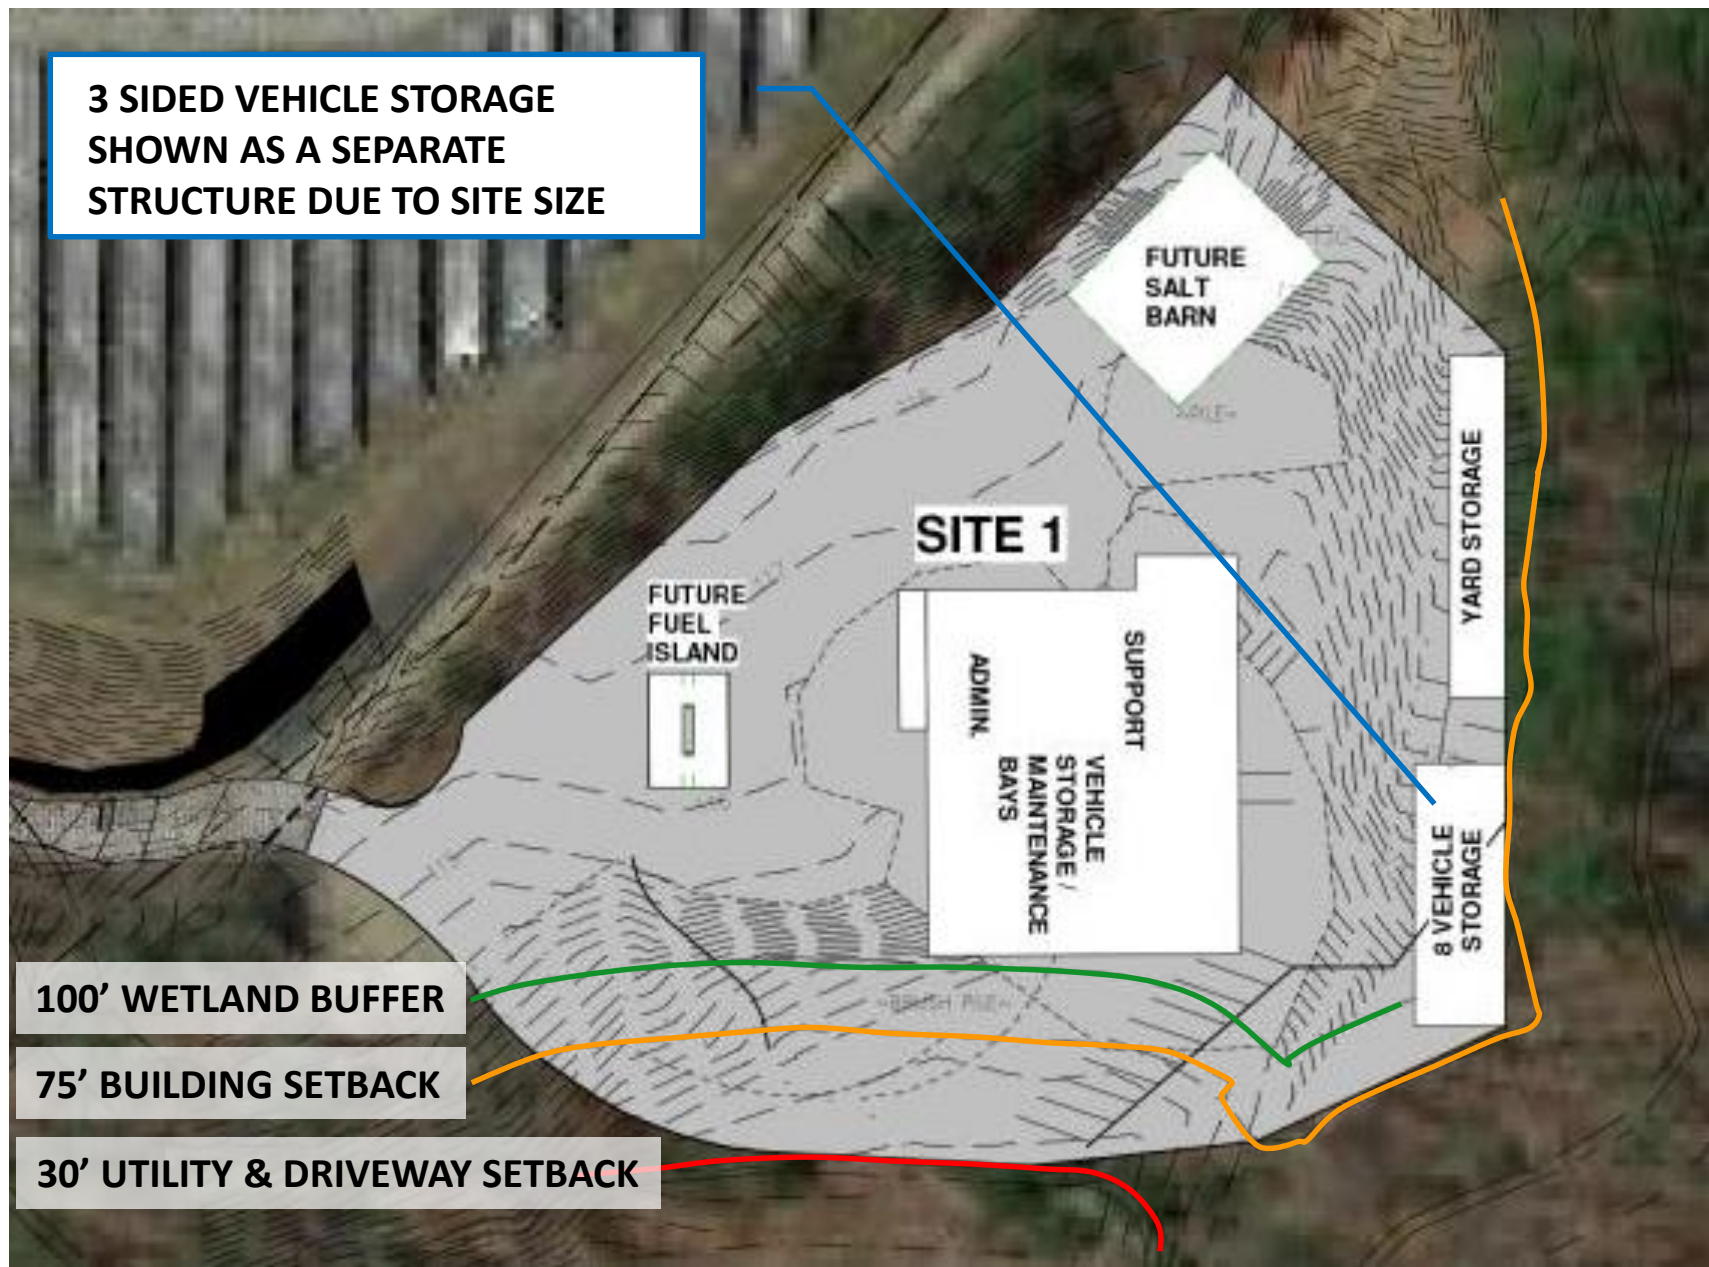 3 SIDED VEHICLE STORAGE
SHOWN AS A SEPARATE
STRUCTURE DUE TO SITE SIZE
FUTURE
SALT
BARN
SITE 1
YARD STORAGE
FUTURE
FUEL
ISLAND
SUPPORT
ADMIN.
VEHICLE
STORAGE /
MAINTENANCE
BAYS
8 VEHICLE
STORAGE
~BRUSH PILE~
100’ WETLAND BUFFER
75’ BUILDING SETBACK
30’ UTILITY & DRIVEWAY SETBACK